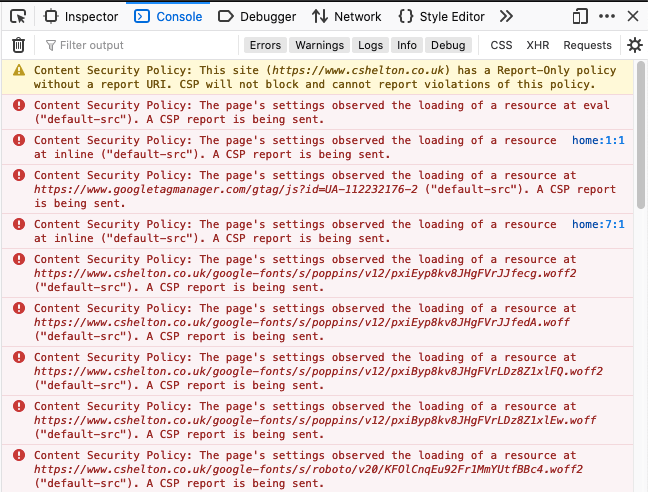 Inspector Console Debugger Network Style Editor
Filter output Errors Warnings Logs Info Debug CSS XHR Requests
Content Security Policy: This site (https://www.cshelton.co.uk) has a Report-Only policy
without a report URI. CSP will not block and cannot report violations of this policy.
Content Security Policy: The page's settings observed the loading of a resource at eval
("default-src"). A CSP report is being sent.
Content Security Policy: The page's settings observed the loading of a resource home:1:1
at inline ("default-src"). A CSP report is being sent.
Content Security Policy: The page's settings observed the loading of a resource at
https://www.googletagmanager.com/gtag/js?id=UA-112232176-2 ("default-src"). A CSP report
is being sent.
Content Security Policy: The page's settings observed the loading of a resource home:7:1
at inline ("default-src"). A CSP report is being sent.
Content Security Policy: The page's settings observed the loading of a resource at
https://www.cshelton.co.uk/google-fonts/s/poppins/v12/pxiEyp8kv8JHgFVrJJfecg.woff2
("default-src"). A CSP report is being sent.
Content Security Policy: The page's settings observed the loading of a resource at
https://www.cshelton.co.uk/google-fonts/s/poppins/v12/pxiEyp8kv8JHgFVrJJfedA.woff
("default-src"). A CSP report is being sent.
Content Security Policy: The page's settings observed the loading of a resource at
https://www.cshelton.co.uk/google-fonts/s/poppins/v12/pxiByp8kv8JHgFVrLDz8Z1xlFQ.woff2
("default-src"). A CSP report is being sent.
Content Security Policy: The page's settings observed the loading of a resource at
https://www.cshelton.co.uk/google-fonts/s/poppins/v12/pxiByp8kv8JHgFVrLDz8Z1xlEw.woff
("default-src"). A CSP report is being sent.
Content Security Policy: The page's settings observed the loading of a resource at
https://www.cshelton.co.uk/google-fonts/s/roboto/v20/KFOlCnqEu92Fr1MmYUtfBBc4.woff2
("default-src"). A CSP report is being sent.